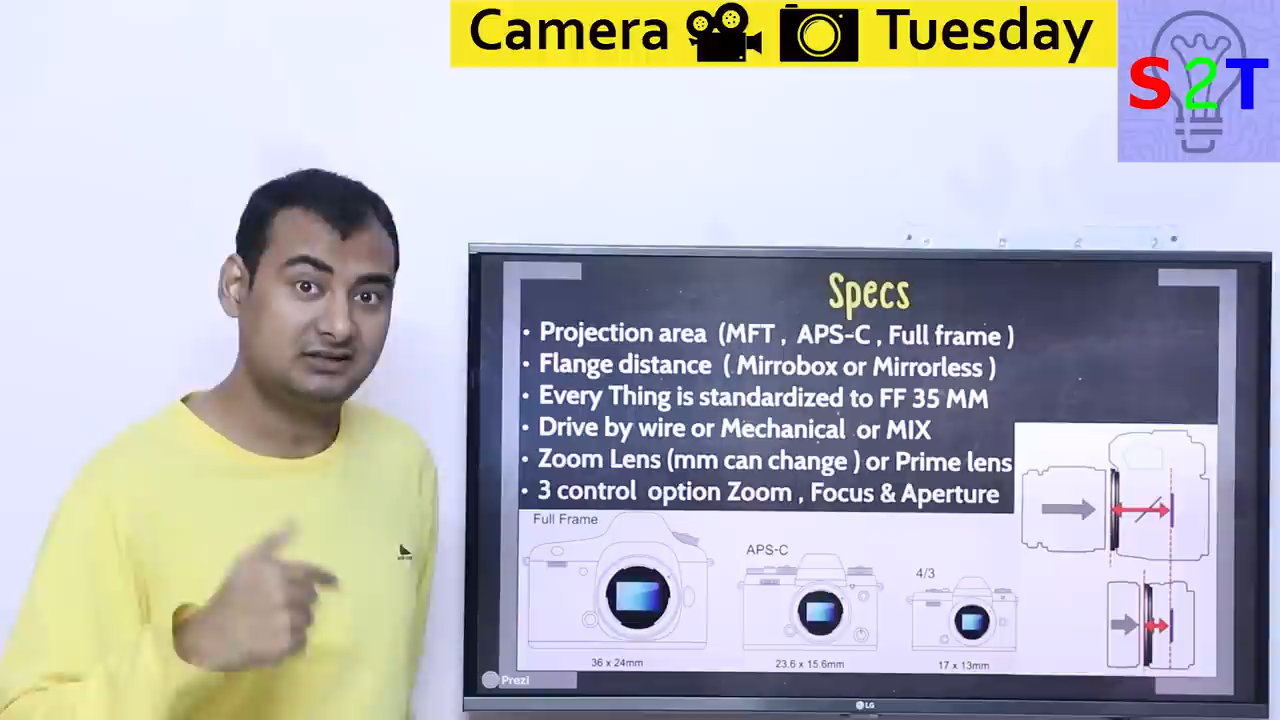 Camera Tuesday
S2T
Specs
• Projection area (MFT , APS-C , Full frame )
• Flange distance ( Mirrobox or Mirrorless )
• Every Thing is standardized to FF 35 MM
• Drive by wire or Mechanical or MIX
• Zoom Lens (mm can change ) or Prime lens
• 3 control option Zoom , Focus & Aperture
Full Frame
APS-C
4/3
36 x 24mm
23.6 x 15.6mm
17 x 13mm
Prezi
LG